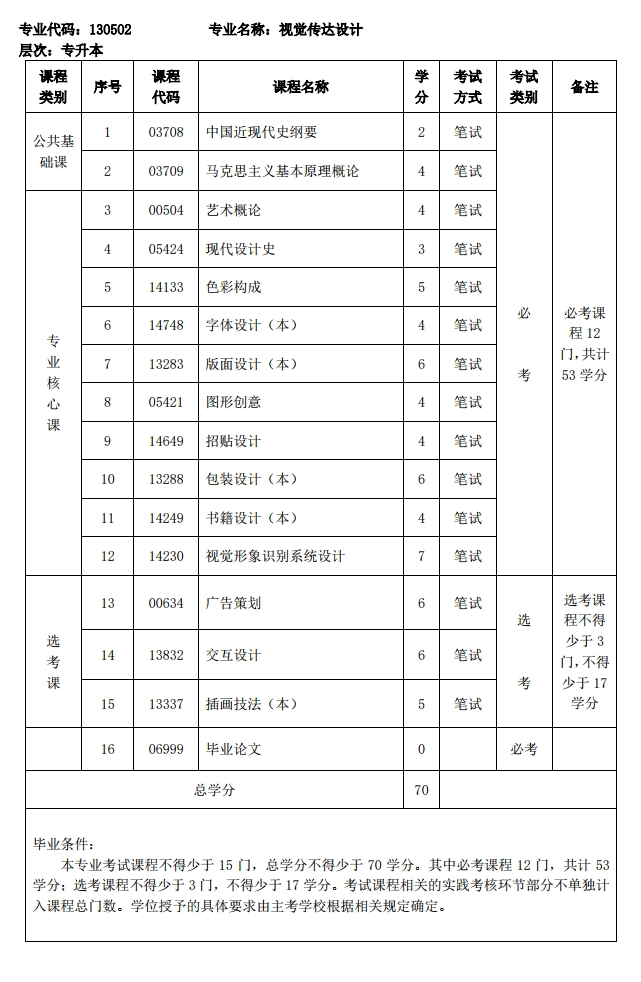 专业代码：130502 专业名称：视觉传达设计
层次：专升本
课程类别 序号 课程代码 课程名称 学分 考试方式 考试类别 备注
公共基础课 1 03708 中国近现代史纲要 2 笔试 必考 必考课程12门，共计53学分
2 03709 马克思主义基本原理概论 4 笔试
专业核心课 3 00504 艺术概论 4 笔试
4 05424 现代设计史 3 笔试
5 14133 色彩构成 5 笔试
6 14748 字体设计（本） 4 笔试
7 13283 版面设计（本） 6 笔试
8 05421 图形创意 4 笔试
9 14649 招贴设计 4 笔试
10 13288 包装设计（本） 6 笔试
11 14249 书籍设计（本） 4 笔试
12 14230 视觉形象识别系统设计 7 笔试
选考课 13 00634 广告策划 6 笔试 选考 选考课程不得少于3门，不得少于17学分
14 13832 交互设计 6 笔试
15 13337 插画技法（本） 5 笔试
16 06999 毕业论文 0 必考
总学分 70
毕业条件：
本专业考试课程不得少于 15 门，总学分不得少于 70 学分。其中必考课程 12 门，共计 53
学分；选考课程不得少于 3 门，不得少于 17 学分。考试课程相关的实践考核环节部分不单独计
入课程总门数。学位授予的具体要求由主考学校根据相关规定确定。